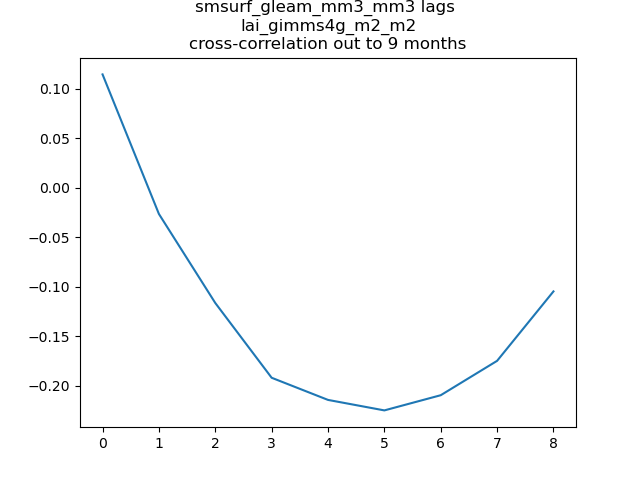 smsurf_gleam_mm3_mm3 lags
lai_gimms4g_m2_m2
cross-correlation out to 9 months
0.10
0.05
0.00
−0.05
−0.10
−0.15
−0.20
0 1 2 3 4 5 6 7 8